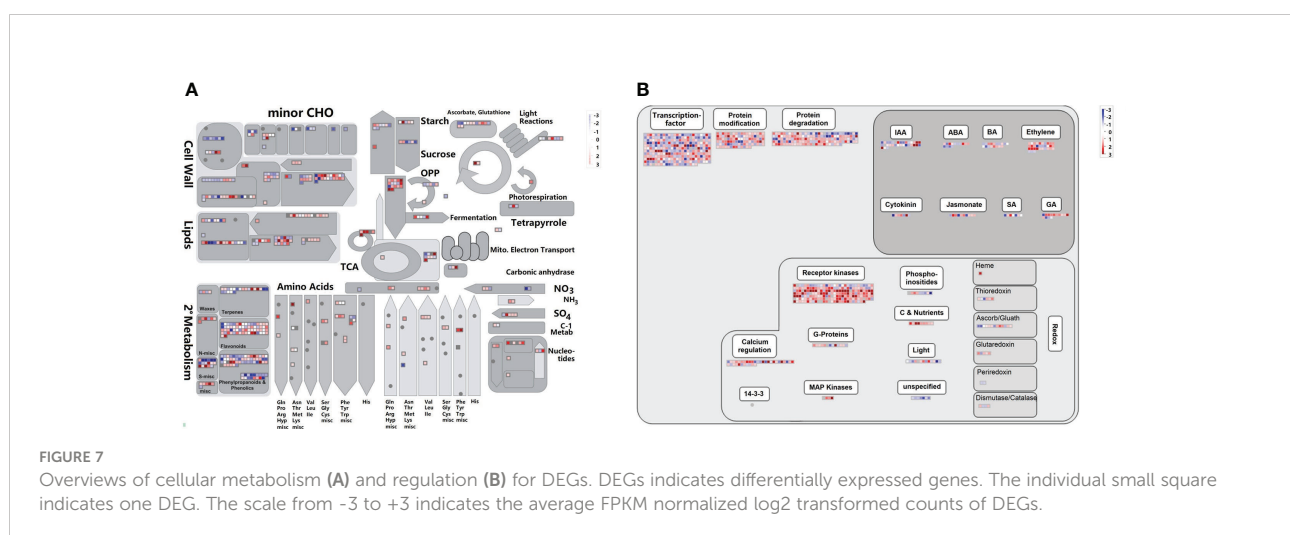 A
minor CHO
Cell Wall
Lipds
2° Metabolism
Starch
Sucrose
OPP
Ascorbate, Glutathione
Light
Reactions
Photorespiration
Tetrapyrrole
Fermentation
Mito. Electron Transport
TCA
Carbonic anhydrase
Amino Acids
NO3
NH3
SO4
C-1
Metab
Nucleo-
tides
Waxes
Terpenes
Flavonoids
N-misc
S-misc
Phenylpropanoids &
Phenolics
misc
Gln Asn Val Ser Phe His
Pro Thr Leu Gly Tyr
Arg Met Ile Cys Trp
Hyp Lys misc misc
misc misc
Gln Asn Val Ser Phe His
Pro Thr Leu Gly Tyr
Arg Met Ile Cys Trp
Hyp Lys misc misc
misc misc
-3
-2
-1
0
1
2
3
B
Transcription-
factor
Protein
modification
Protein
degradation
IAA
ABA
BA
Ethylene
Cytokinin
Jasmonate
SA
GA
-3
-2
-1
0
1
2
3
Receptor kinases
Phospho-
inositides
C & Nutrients
G-Proteins
Light
Calcium
regulation
14-3-3
MAP Kinases
unspecified
Heme
Thioredoxin
Ascorb/Gluath
Glutaredoxin
Periredoxin
Dismutase/Catalase
Redox
FIGURE 7
Overviews of cellular metabolism (A) and regulation (B) for DEGs. DEGs indicates differentially expressed genes. The individual small square
indicates one DEG. The scale from -3 to +3 indicates the average FPKM normalized log2 transformed counts of DEGs.